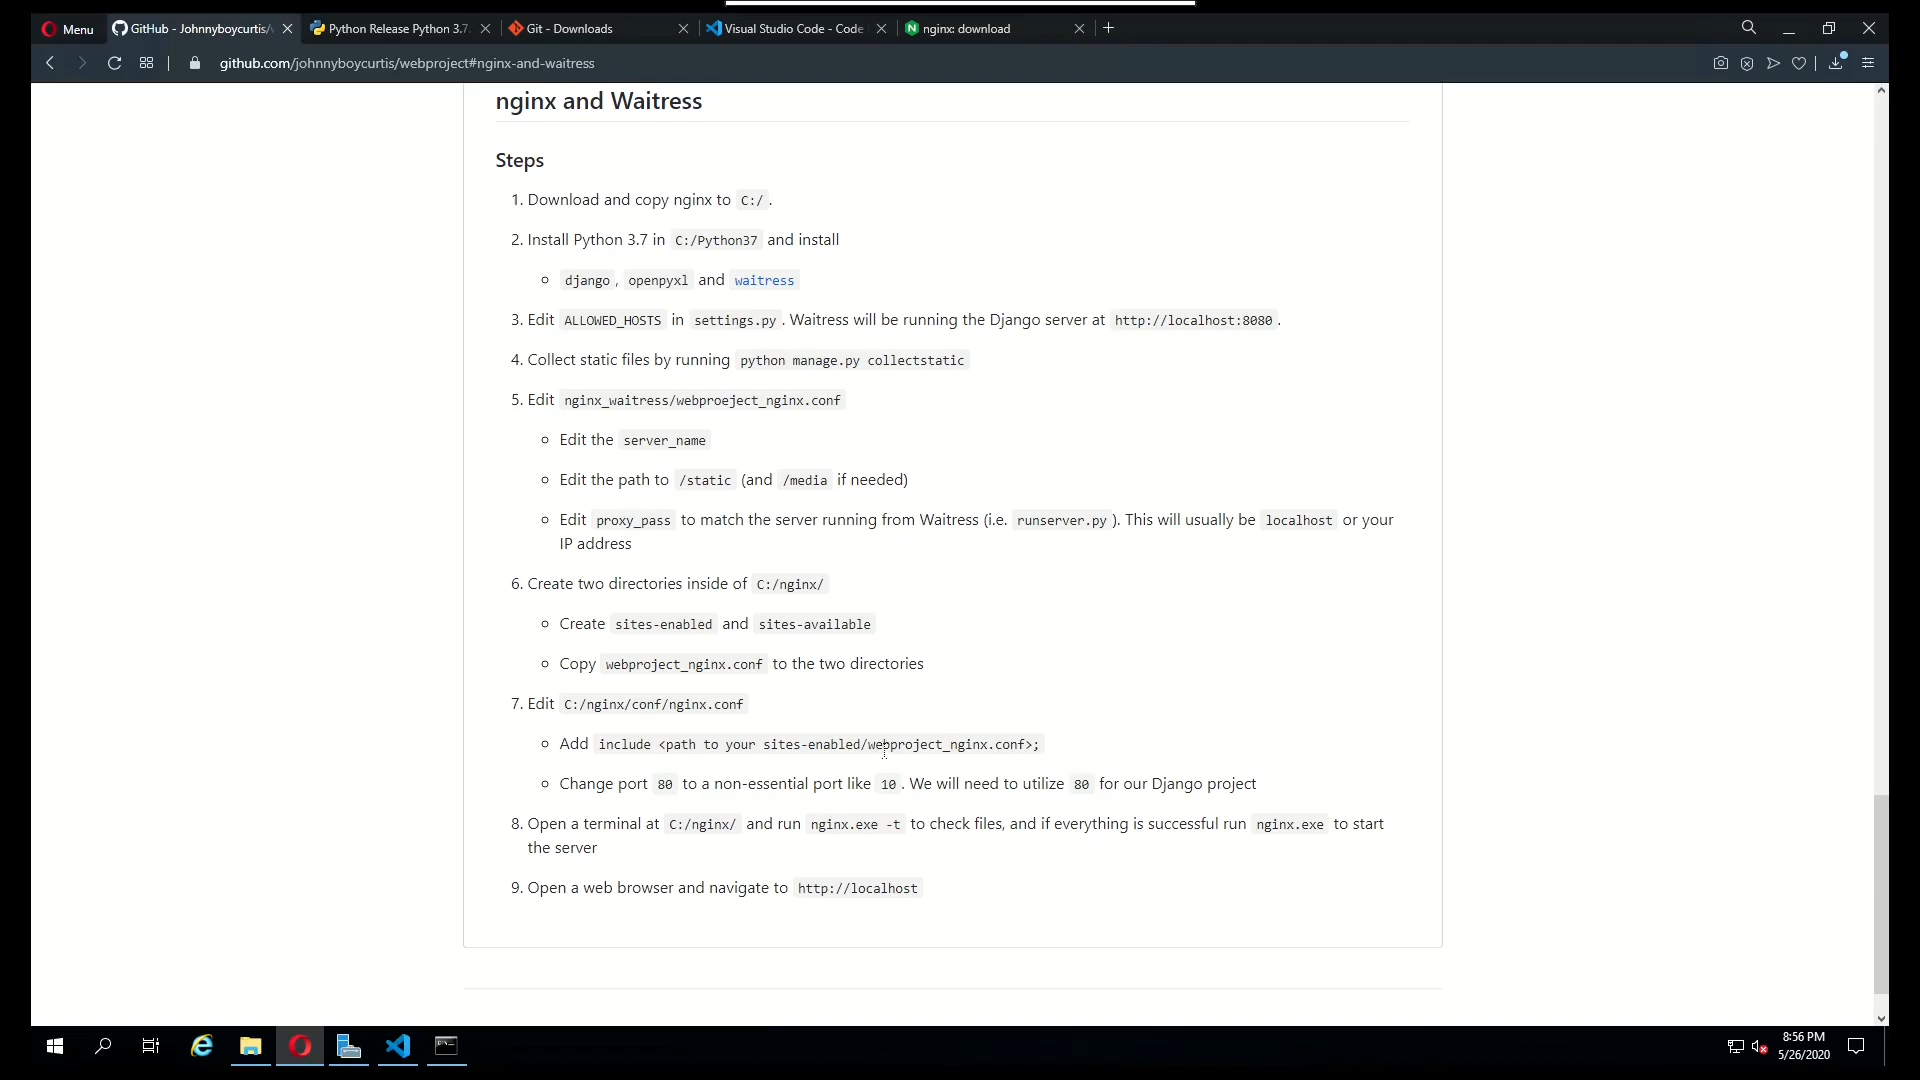 Menu
GitHub - Johnnyboycurtis/
Python Release Python 3.7.
Git - Downloads
Visual Studio Code - Code
nginx: download
github.com/johnnyboycurtis/webproject#nginx-and-waitress
nginx and Waitress
Steps
1. Download and copy nginx to C:/ .
2. Install Python 3.7 in C:/Python37 and install
django , openpyxl and waitress
3. Edit ALLOWED_HOSTS in settings.py . Waitress will be running the Django server at http://localhost:8080 .
4. Collect static files by running python manage.py collectstatic
5. Edit nginx_waitress/webproeject_nginx.conf
Edit the server_name
Edit the path to /static (and /media if needed)
Edit proxy_pass to match the server running from Waitress (i.e. runserver.py ). This will usually be localhost or your
IP address
6. Create two directories inside of C:/nginx/
Create sites-enabled and sites-available
Copy webproject_nginx.conf to the two directories
7. Edit C:/nginx/conf/nginx.conf
Add include <path to your sites-enabled/webproject_nginx.conf>;
Change port 80 to a non-essential port like 10 . We will need to utilize 80 for our Django project
8. Open a terminal at C:/nginx/ and run nginx.exe -t to check files, and if everything is successful run nginx.exe to start
the server
9. Open a web browser and navigate to http://localhost
8:56 PM
5/26/2020